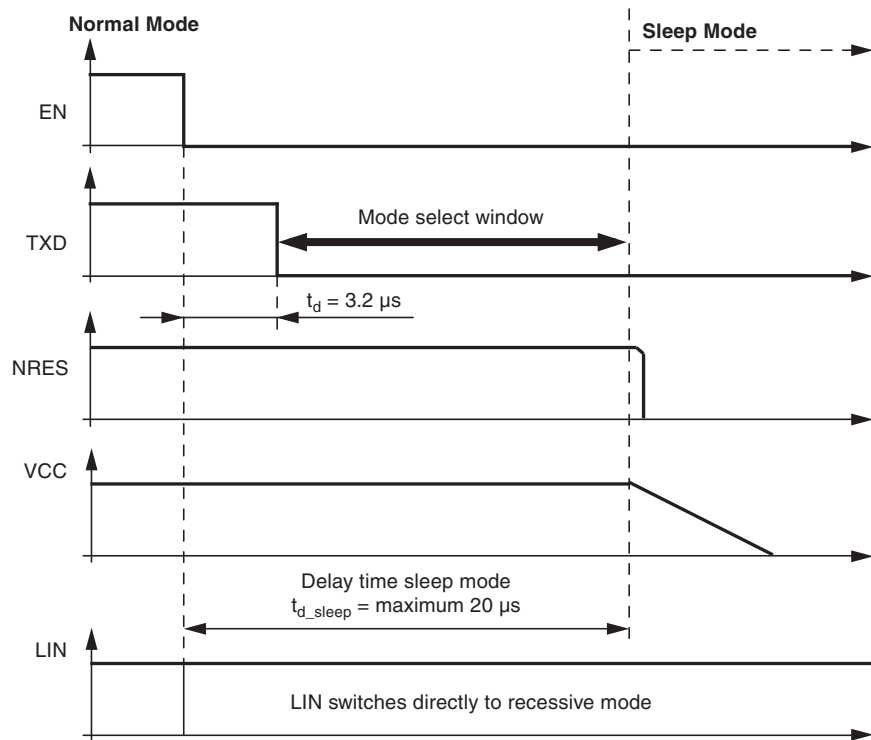 Normal Mode
Sleep Mode
EN
TXD
Mode select window
t_d = 3.2 µs
NRES
VCC
Delay time sleep mode
t_d_sleep = maximum 20 µs
LIN
LIN switches directly to recessive mode